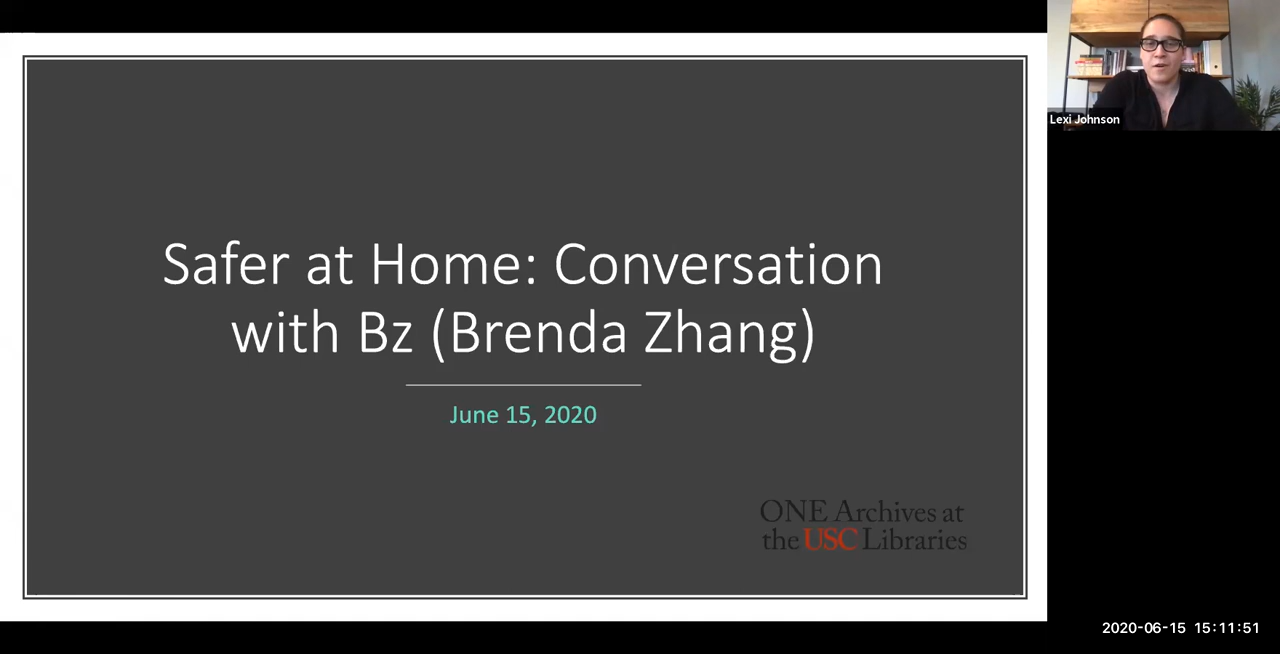 Safer at Home: Conversation
with Bz (Brenda Zhang)
June 15, 2020
ONE Archives at
the USC Libraries
Lexi Johnson
2020-06-15 15:11:51